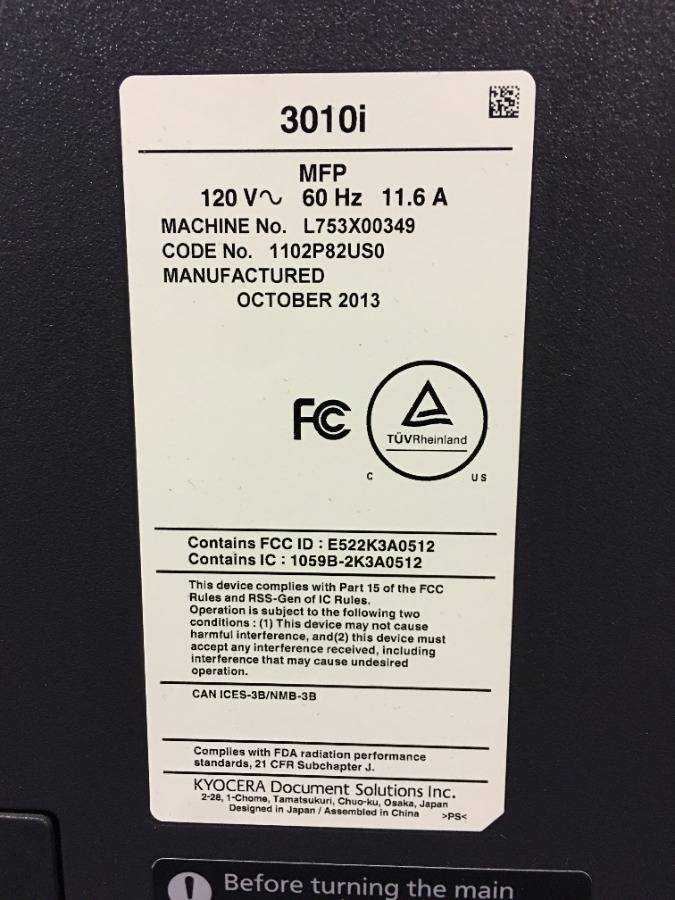 3010i
MFP
120 V∿ 60 Hz 11.6 A
MACHINE No. L753X00349
CODE No. 1102P82US0
MANUFACTURED
OCTOBER 2013
FC
TÜVRheinland
C US
Contains FCC ID : E522K3A0512
Contains IC : 1059B-2K3A0512
This device complies with Part 15 of the FCC
Rules and RSS-Gen of IC Rules.
Operation is subject to the following two
conditions : (1) This device may not cause
harmful interference, and(2) this device must
accept any interference received, including
interference that may cause undesired
operation.
CAN ICES-3B/NMB-3B
Complies with FDA radiation performance
standards, 21 CFR Subchapter J.
KYOCERA Document Solutions Inc.
2-28, 1-Chome, Tamatsukuri, Chuo-ku, Osaka, Japan
Designed in Japan / Assembled in China >PS<
Before turning the main